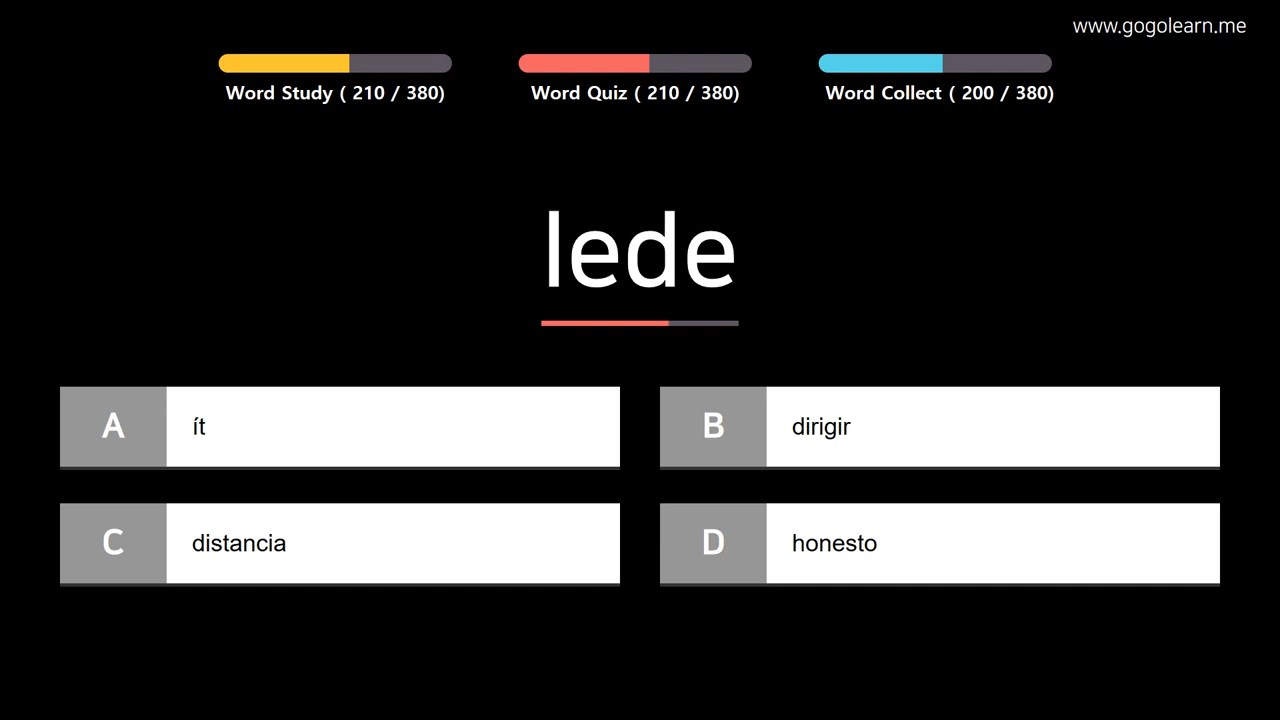 www.gogolearn.me
Word Study ( 210 / 380)
Word Quiz ( 210 / 380)
Word Collect ( 200 / 380)
lede
A ít
B dirigir
C distancia
D honesto